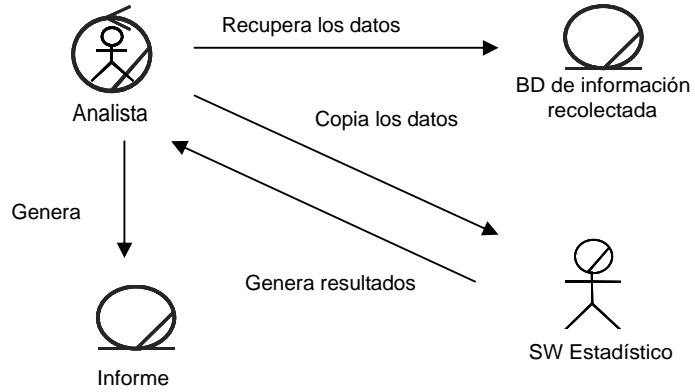 Recupera los datos
BD de información
recolectada
Analista
Copia los datos
Genera
Genera resultados
SW Estadístico
Informe